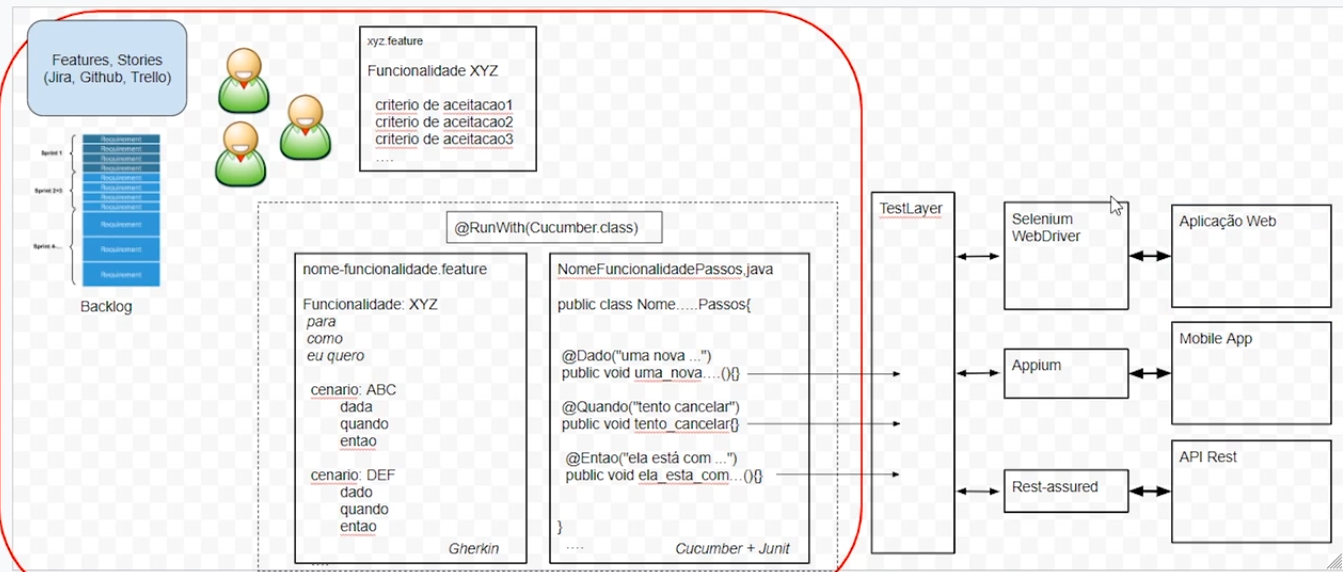 Features, Stories
(Jira, Github, Trello)
Requirement
Requirement
Requirement
Requirement
Requirement
Requirement
Requirement
Requirement
Requirement
Requirement
Requirement
Sprint 1
Sprint 2+3
Sprint 4-...
Backlog
xyz.feature
Funcionalidade XYZ
criterio de aceitacao1
criterio de aceitacao2
criterio de aceitacao3
....
@RunWith(Cucumber.class)
nome-funcionalidade.feature
Funcionalidade: XYZ
para
como
eu quero
cenario: ABC
dada
quando
entao
cenario: DEF
dado
quando
entao
Gherkin
....
NomeFuncionalidadePassos.java
public class Nome.....Passos{
@Dado("uma nova ...")
public void uma_nova....(){}
@Quando("tento cancelar")
public void tento_cancelar{}
@Entao("ela está com ...")
public void ela_esta_com...(){}
}
....
Cucumber + Junit
TestLayer
Selenium
WebDriver
Appium
Rest-assured
Aplicação Web
Mobile App
API Rest